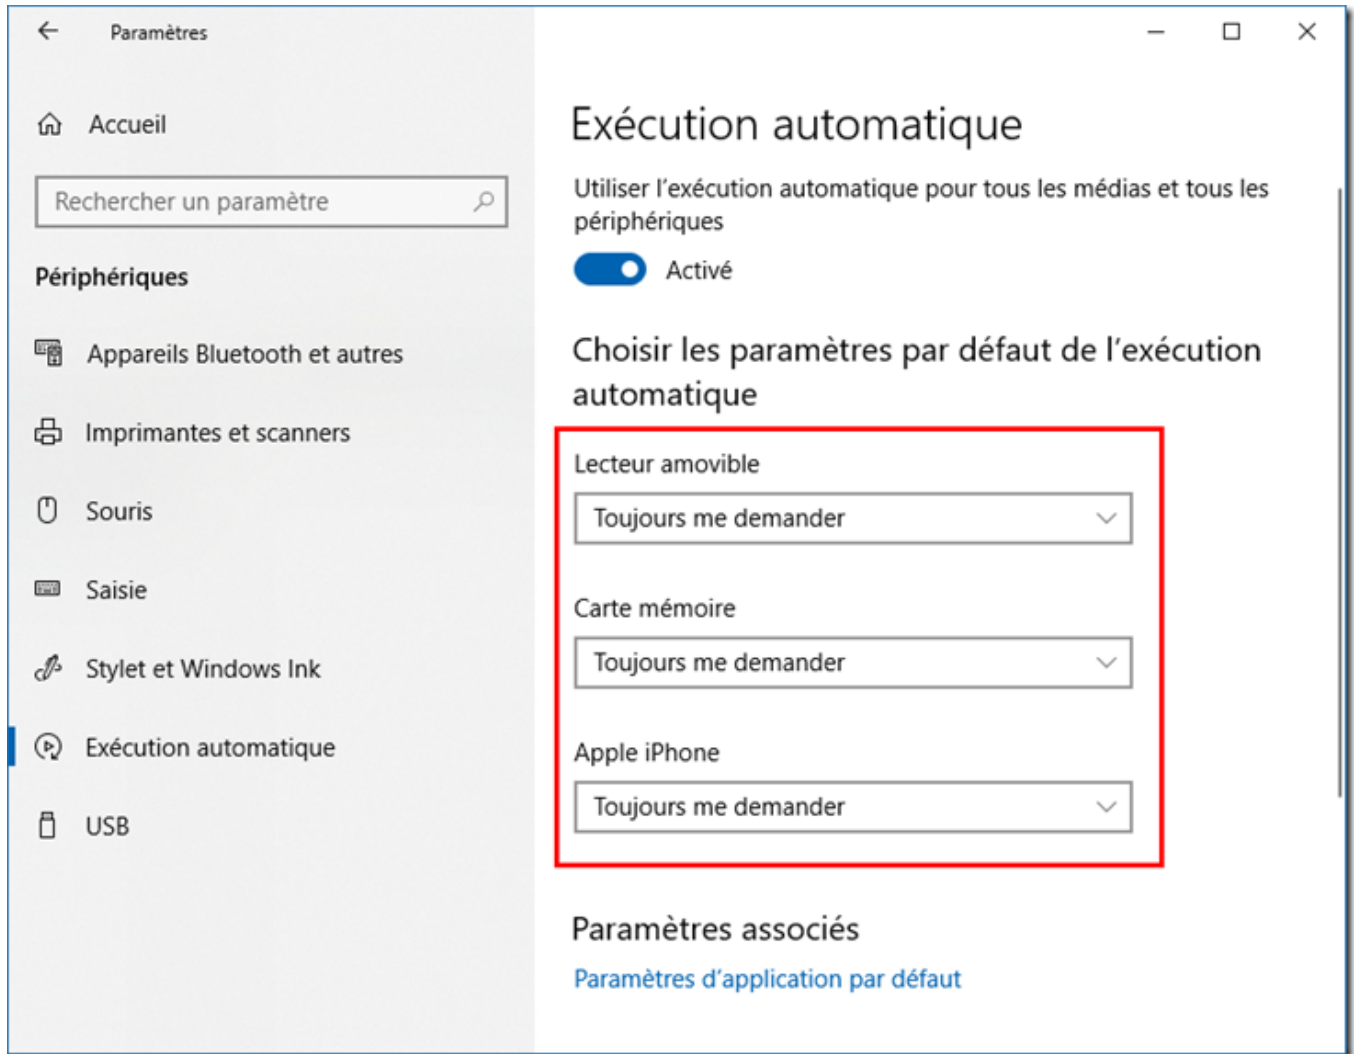 Paramètres
Accueil
Rechercher un paramètre
Périphériques
Appareils Bluetooth et autres
Imprimantes et scanners
Souris
Saisie
Stylet et Windows Ink
Exécution automatique
USB
Exécution automatique
Utiliser l’exécution automatique pour tous les médias et tous les
périphériques
Activé
Choisir les paramètres par défaut de l’exécution
automatique
Lecteur amovible
Toujours me demander
Carte mémoire
Toujours me demander
Apple iPhone
Toujours me demander
Paramètres associés
Paramètres d’application par défaut